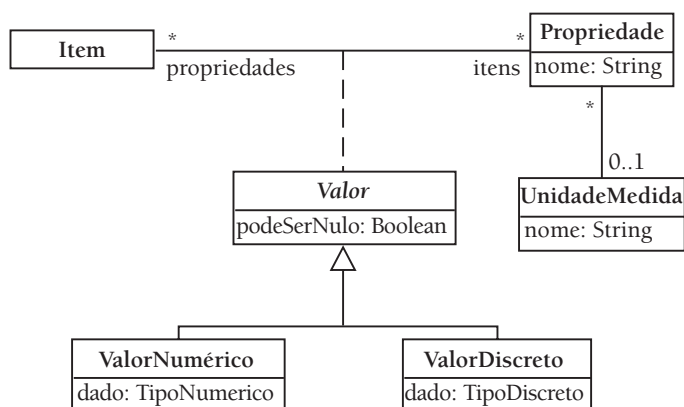 Item
*
propriedades
*
itens
Propriedade
nome: String
*
0..1
UnidadeMedida
nome: String
Valor
podeSerNulo: Boolean
ValorNumérico
dado: TipoNumerico
ValorDiscreto
dado: TipoDiscreto